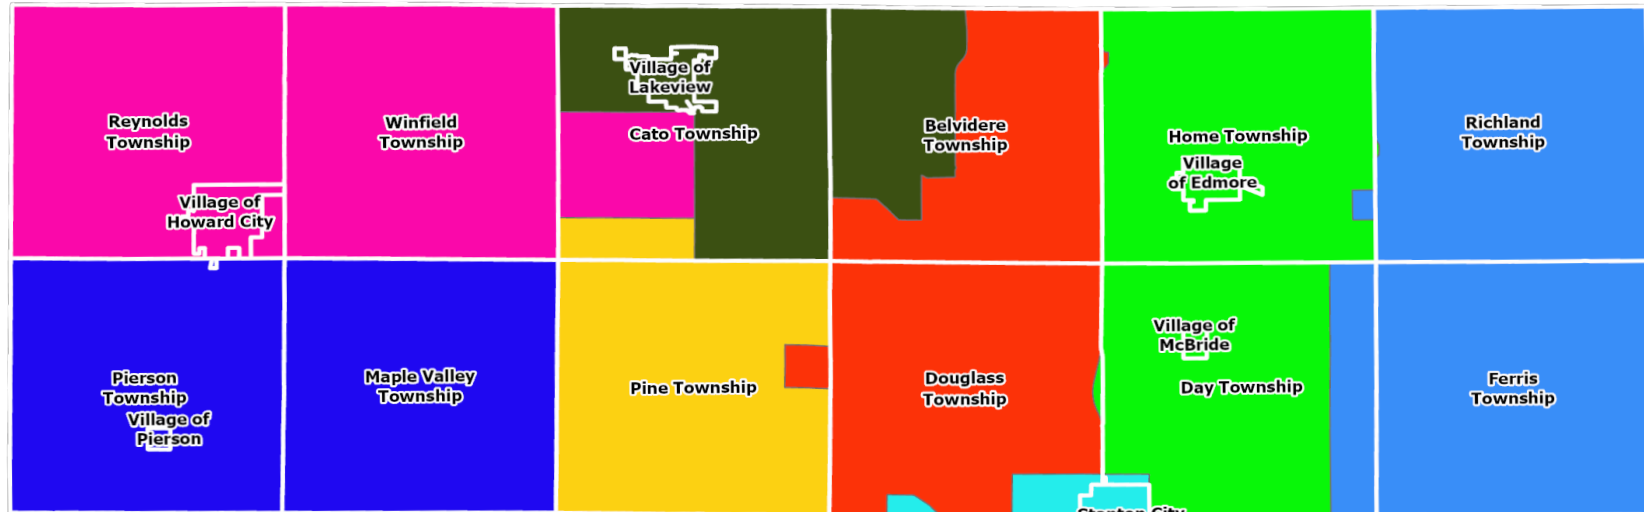 Reynolds
Township
Winfield
Township
Village of
Lakeview
Cato Township
Belvidere
Township
Home Township
Village
of Edmore
Richland
Township
Village of
Howard City
Pierson
Township
Village of
Pierson
Maple Valley
Township
Pine Township
Douglass
Township
Village of
McBride
Day Township
Ferris
Township